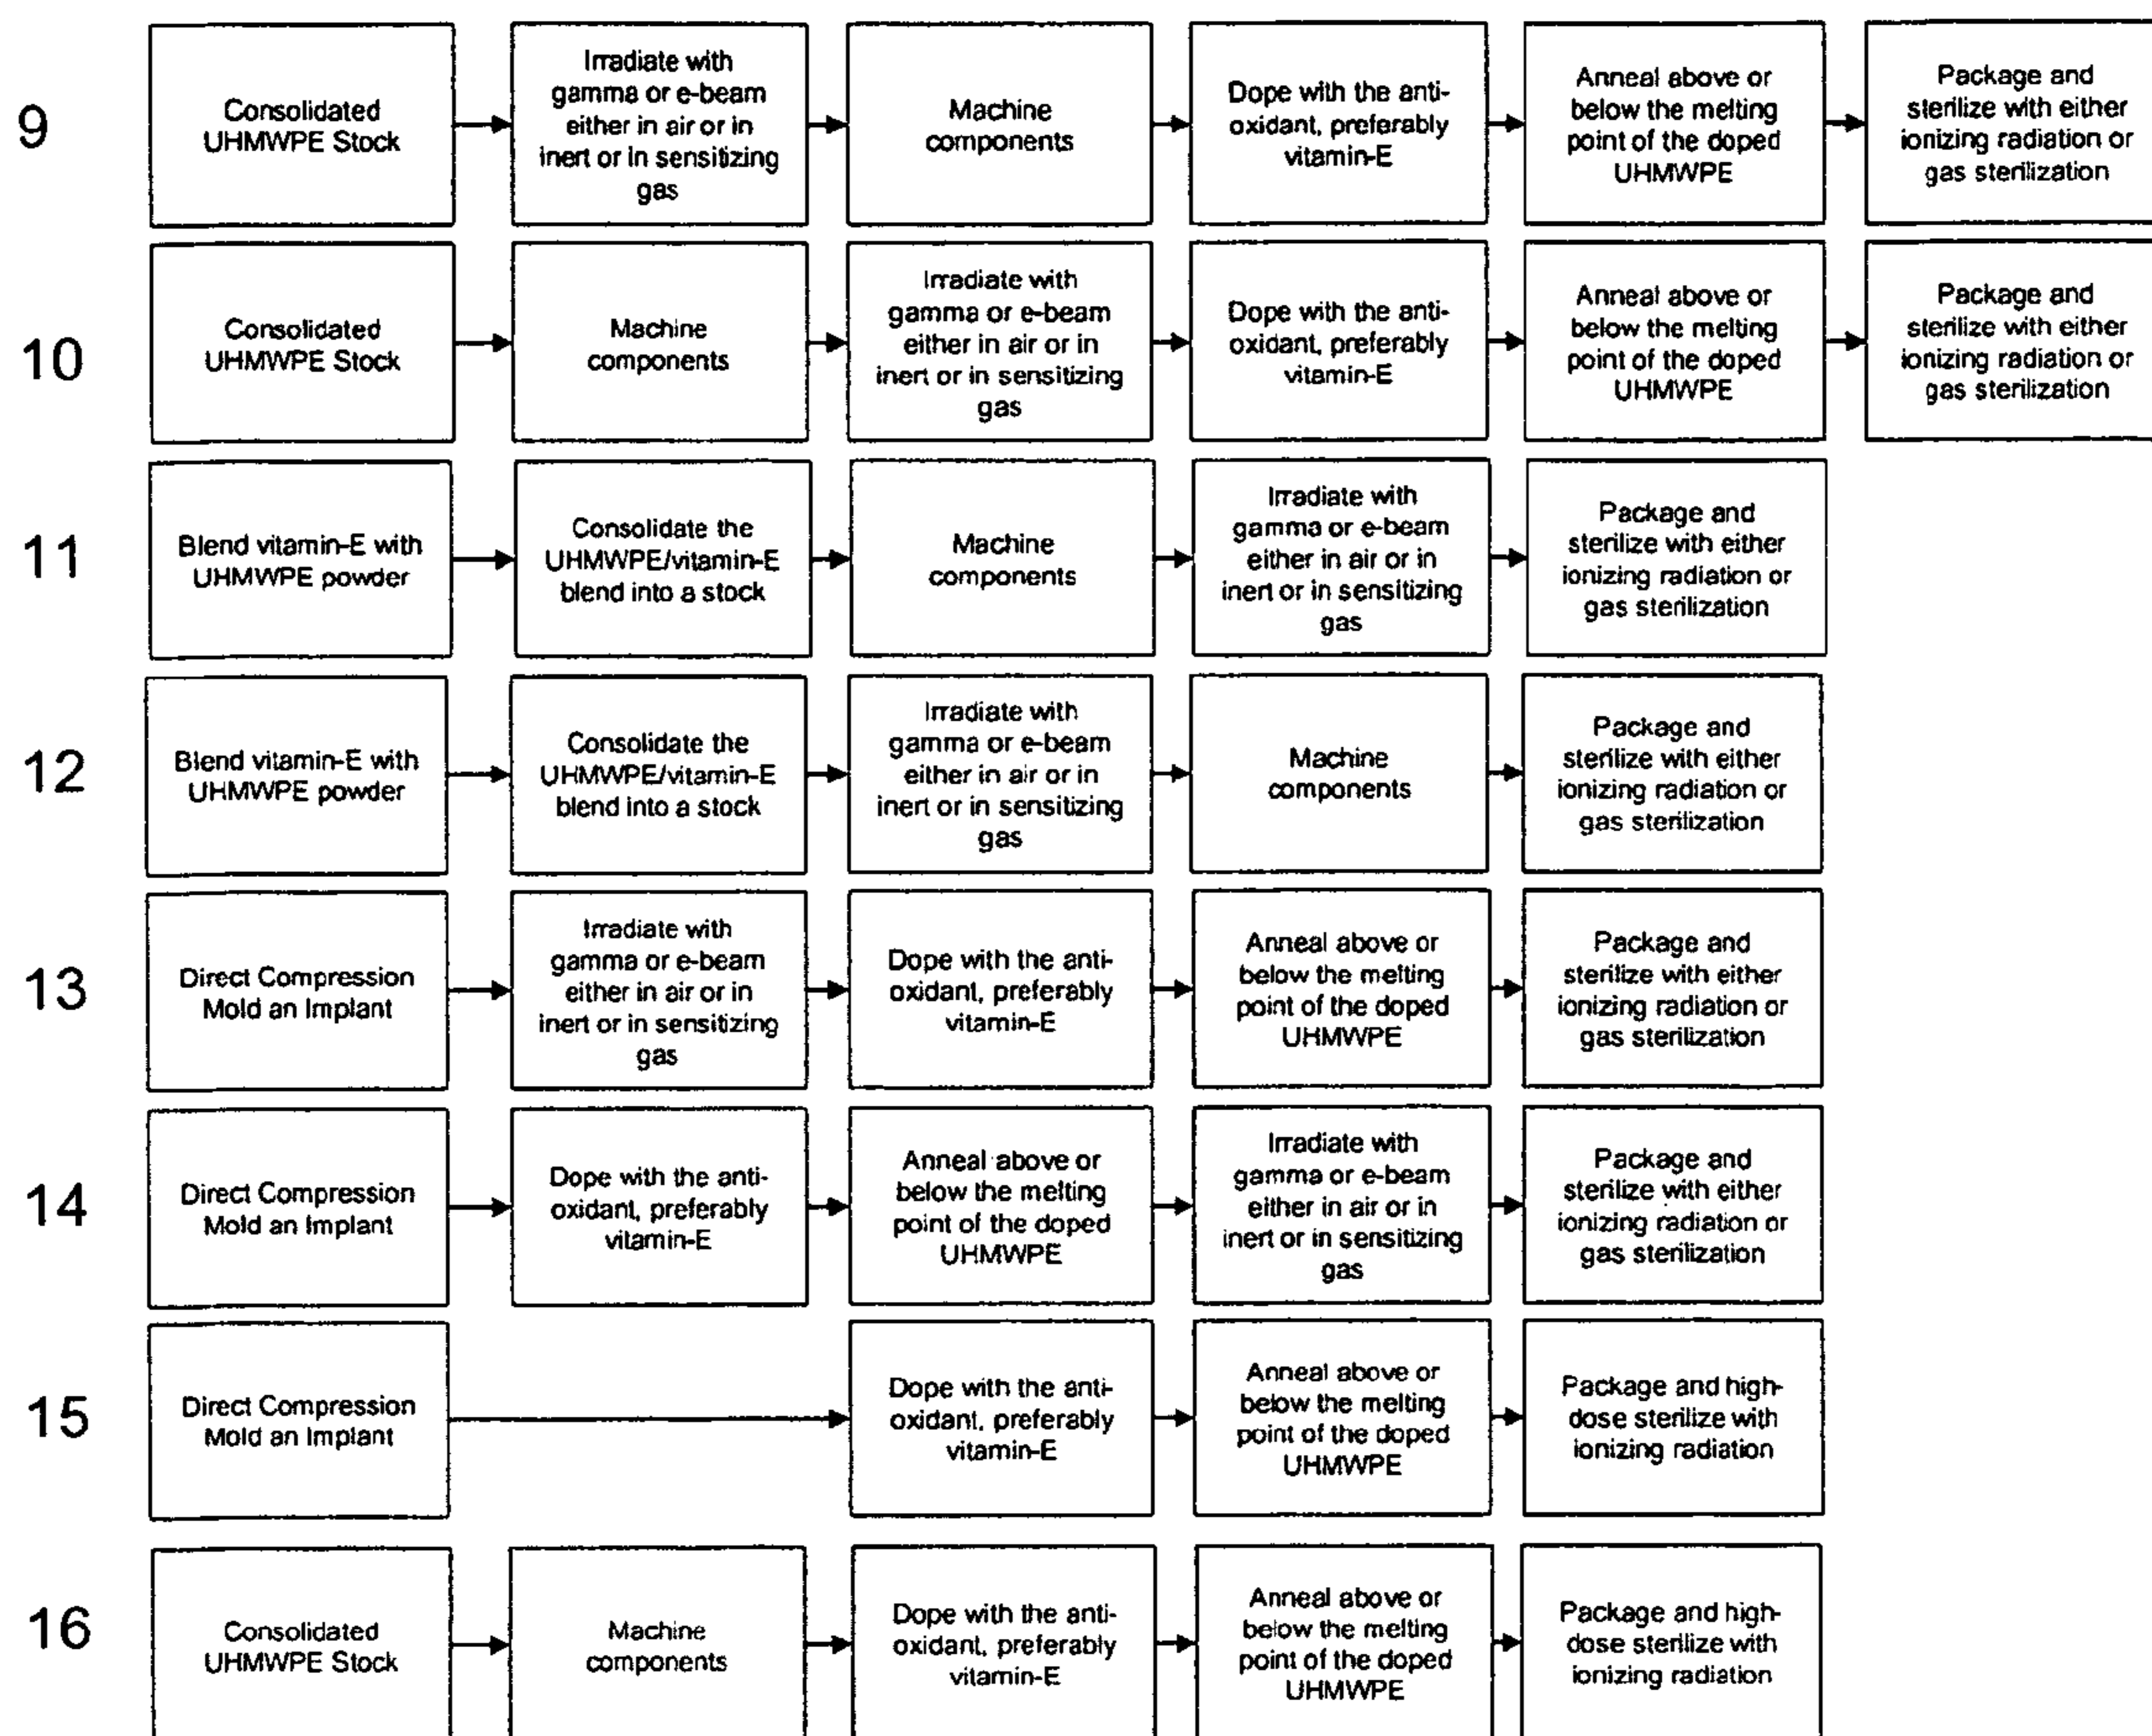 9
Consolidated
UHMWPE Stock
Irradiate with
gamma or e-beam
either in air or in
inert or in sensitizing
gas
Machine
components
Dope with the anti-
oxidant, preferably
vitamin-E
Anneal above or
below the melting
point of the doped
UHMWPE
Package and
sterilize with either
ionizing radiation or
gas sterilization
10
Consolidated
UHMWPE Stock
Machine
components
Irradiate with
gamma or e-beam
either in air or in
inert or in sensitizing
gas
Dope with the anti-
oxidant, preferably
vitamin-E
Anneal above or
below the melting
point of the doped
UHMWPE
Package and
sterilize with either
ionizing radiation or
gas sterilization
11
Blend vitamin-E with
UHMWPE powder
Consolidate the
UHMWPE/vitamin-E
blend into a stock
Machine
components
Irradiate with
gamma or e-beam
either in air or in
inert or in sensitizing
gas
Package and
sterilize with either
ionizing radiation or
gas sterilization
12
Blend vitamin-E with
UHMWPE powder
Consolidate the
UHMWPE/vitamin-E
blend into a stock
Irradiate with
gamma or e-beam
either in air or in
inert or in sensitizing
gas
Machine
components
Package and
sterilize with either
ionizing radiation or
gas sterilization
13
Direct Compression
Mold an Implant
Irradiate with
gamma or e-beam
either in air or in
inert or in sensitizing
gas
Dope with the anti-
oxidant, preferably
vitamin-E
Anneal above or
below the melting
point of the doped
UHMWPE
Package and
sterilize with either
ionizing radiation or
gas sterilization
14
Direct Compression
Mold an Implant
Dope with the anti-
oxidant, preferably
vitamin-E
Anneal above or
below the melting
point of the doped
UHMWPE
Irradiate with
gamma or e-beam
either in air or in
inert or in sensitizing
gas
Package and
sterilize with either
ionizing radiation or
gas sterilization
15
Direct Compression
Mold an Implant
Dope with the anti-
oxidant, preferably
vitamin-E
Anneal above or
below the melting
point of the doped
UHMWPE
Package and high-
dose sterilize with
ionizing radiation
16
Consolidated
UHMWPE Stock
Machine
components
Dope with the anti-
oxidant, preferably
vitamin-E
Anneal above or
below the melting
point of the doped
UHMWPE
Package and high-
dose sterilize with
ionizing radiation